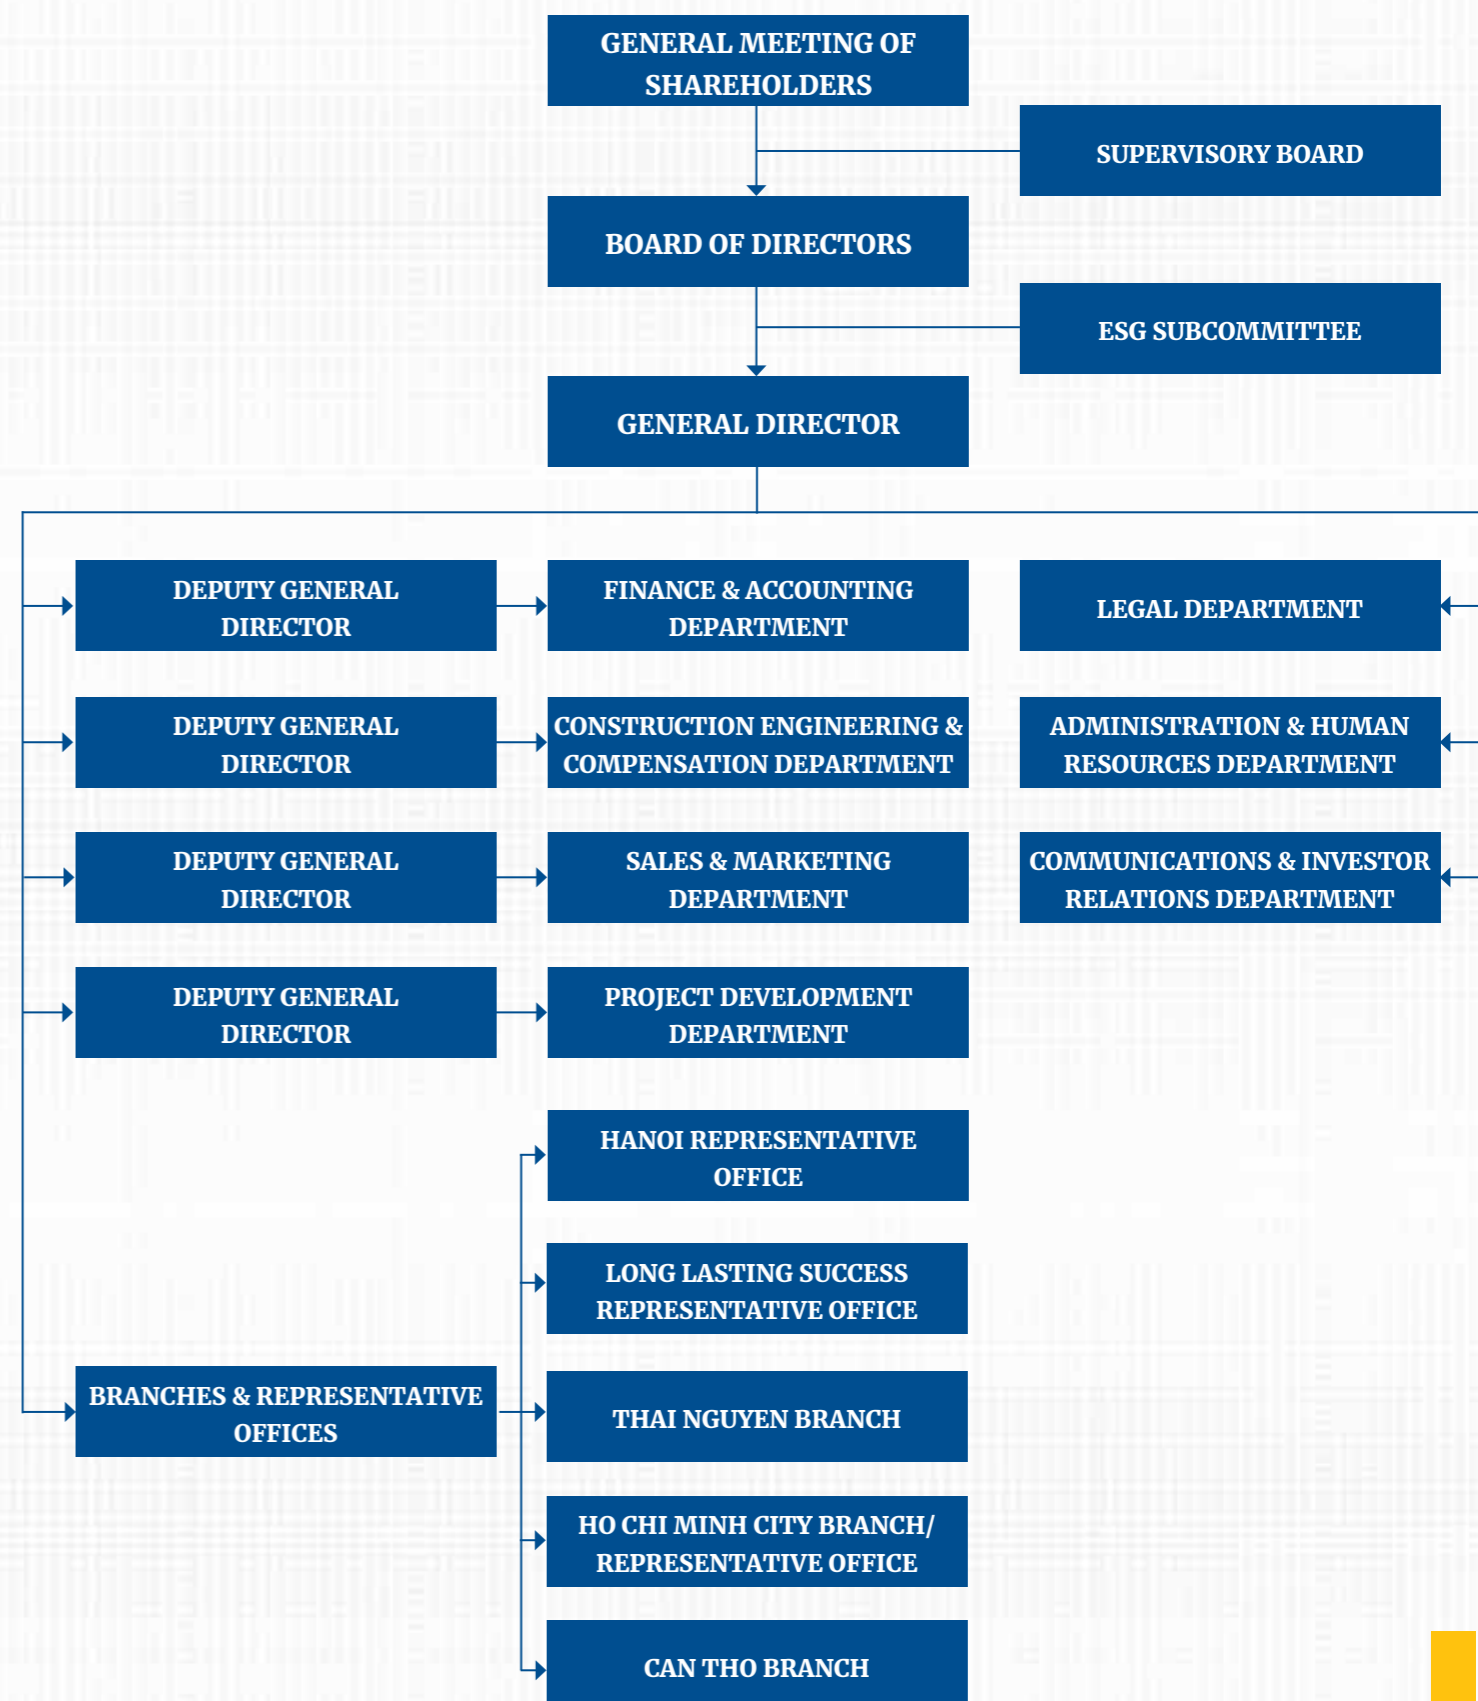 GENERAL MEETING OF
SHAREHOLDERS
SUPERVISORY BOARD
BOARD OF DIRECTORS
ESG SUBCOMMITTEE
GENERAL DIRECTOR
DEPUTY GENERAL
DIRECTOR
FINANCE & ACCOUNTING
DEPARTMENT
LEGAL DEPARTMENT
DEPUTY GENERAL
DIRECTOR
CONSTRUCTION ENGINEERING &
COMPENSATION DEPARTMENT
ADMINISTRATION & HUMAN
RESOURCES DEPARTMENT
DEPUTY GENERAL
DIRECTOR
SALES & MARKETING
DEPARTMENT
COMMUNICATIONS & INVESTOR
RELATIONS DEPARTMENT
DEPUTY GENERAL
DIRECTOR
PROJECT DEVELOPMENT
DEPARTMENT
BRANCHES & REPRESENTATIVE
OFFICES
HANOI REPRESENTATIVE
OFFICE
LONG LASTING SUCCESS
REPRESENTATIVE OFFICE
THAI NGUYEN BRANCH
HO CHI MINH CITY BRANCH/
REPRESENTATIVE OFFICE
CAN THO BRANCH